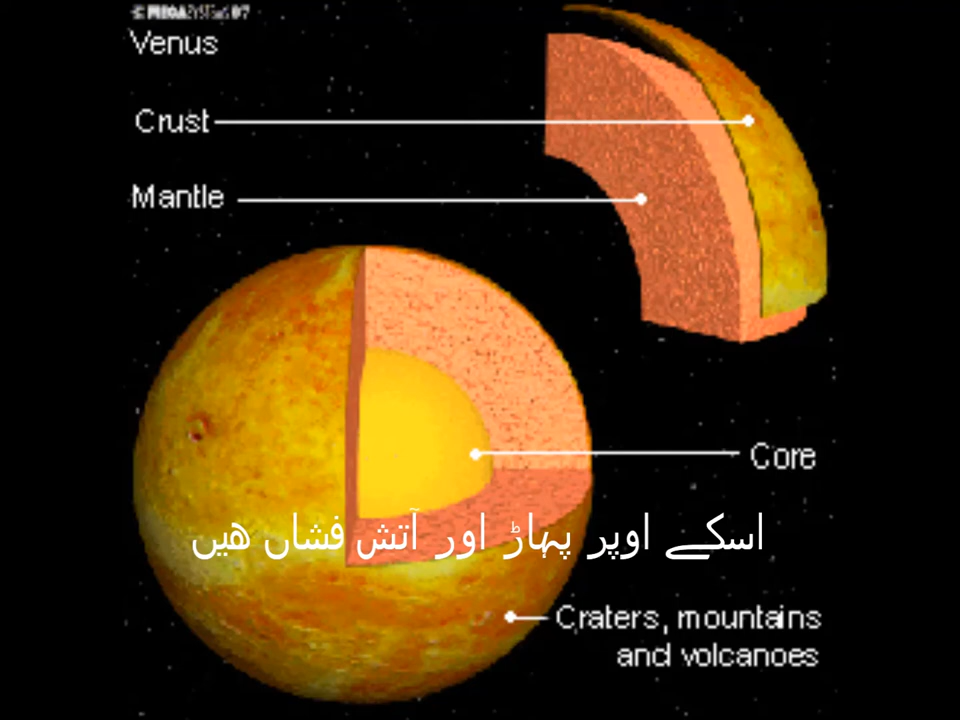 Venus
Crust
Mantle
Core
اسکے اوپر پہاڑ اور آتش فشاں ھیں
Craters, mountains
and volcanoes